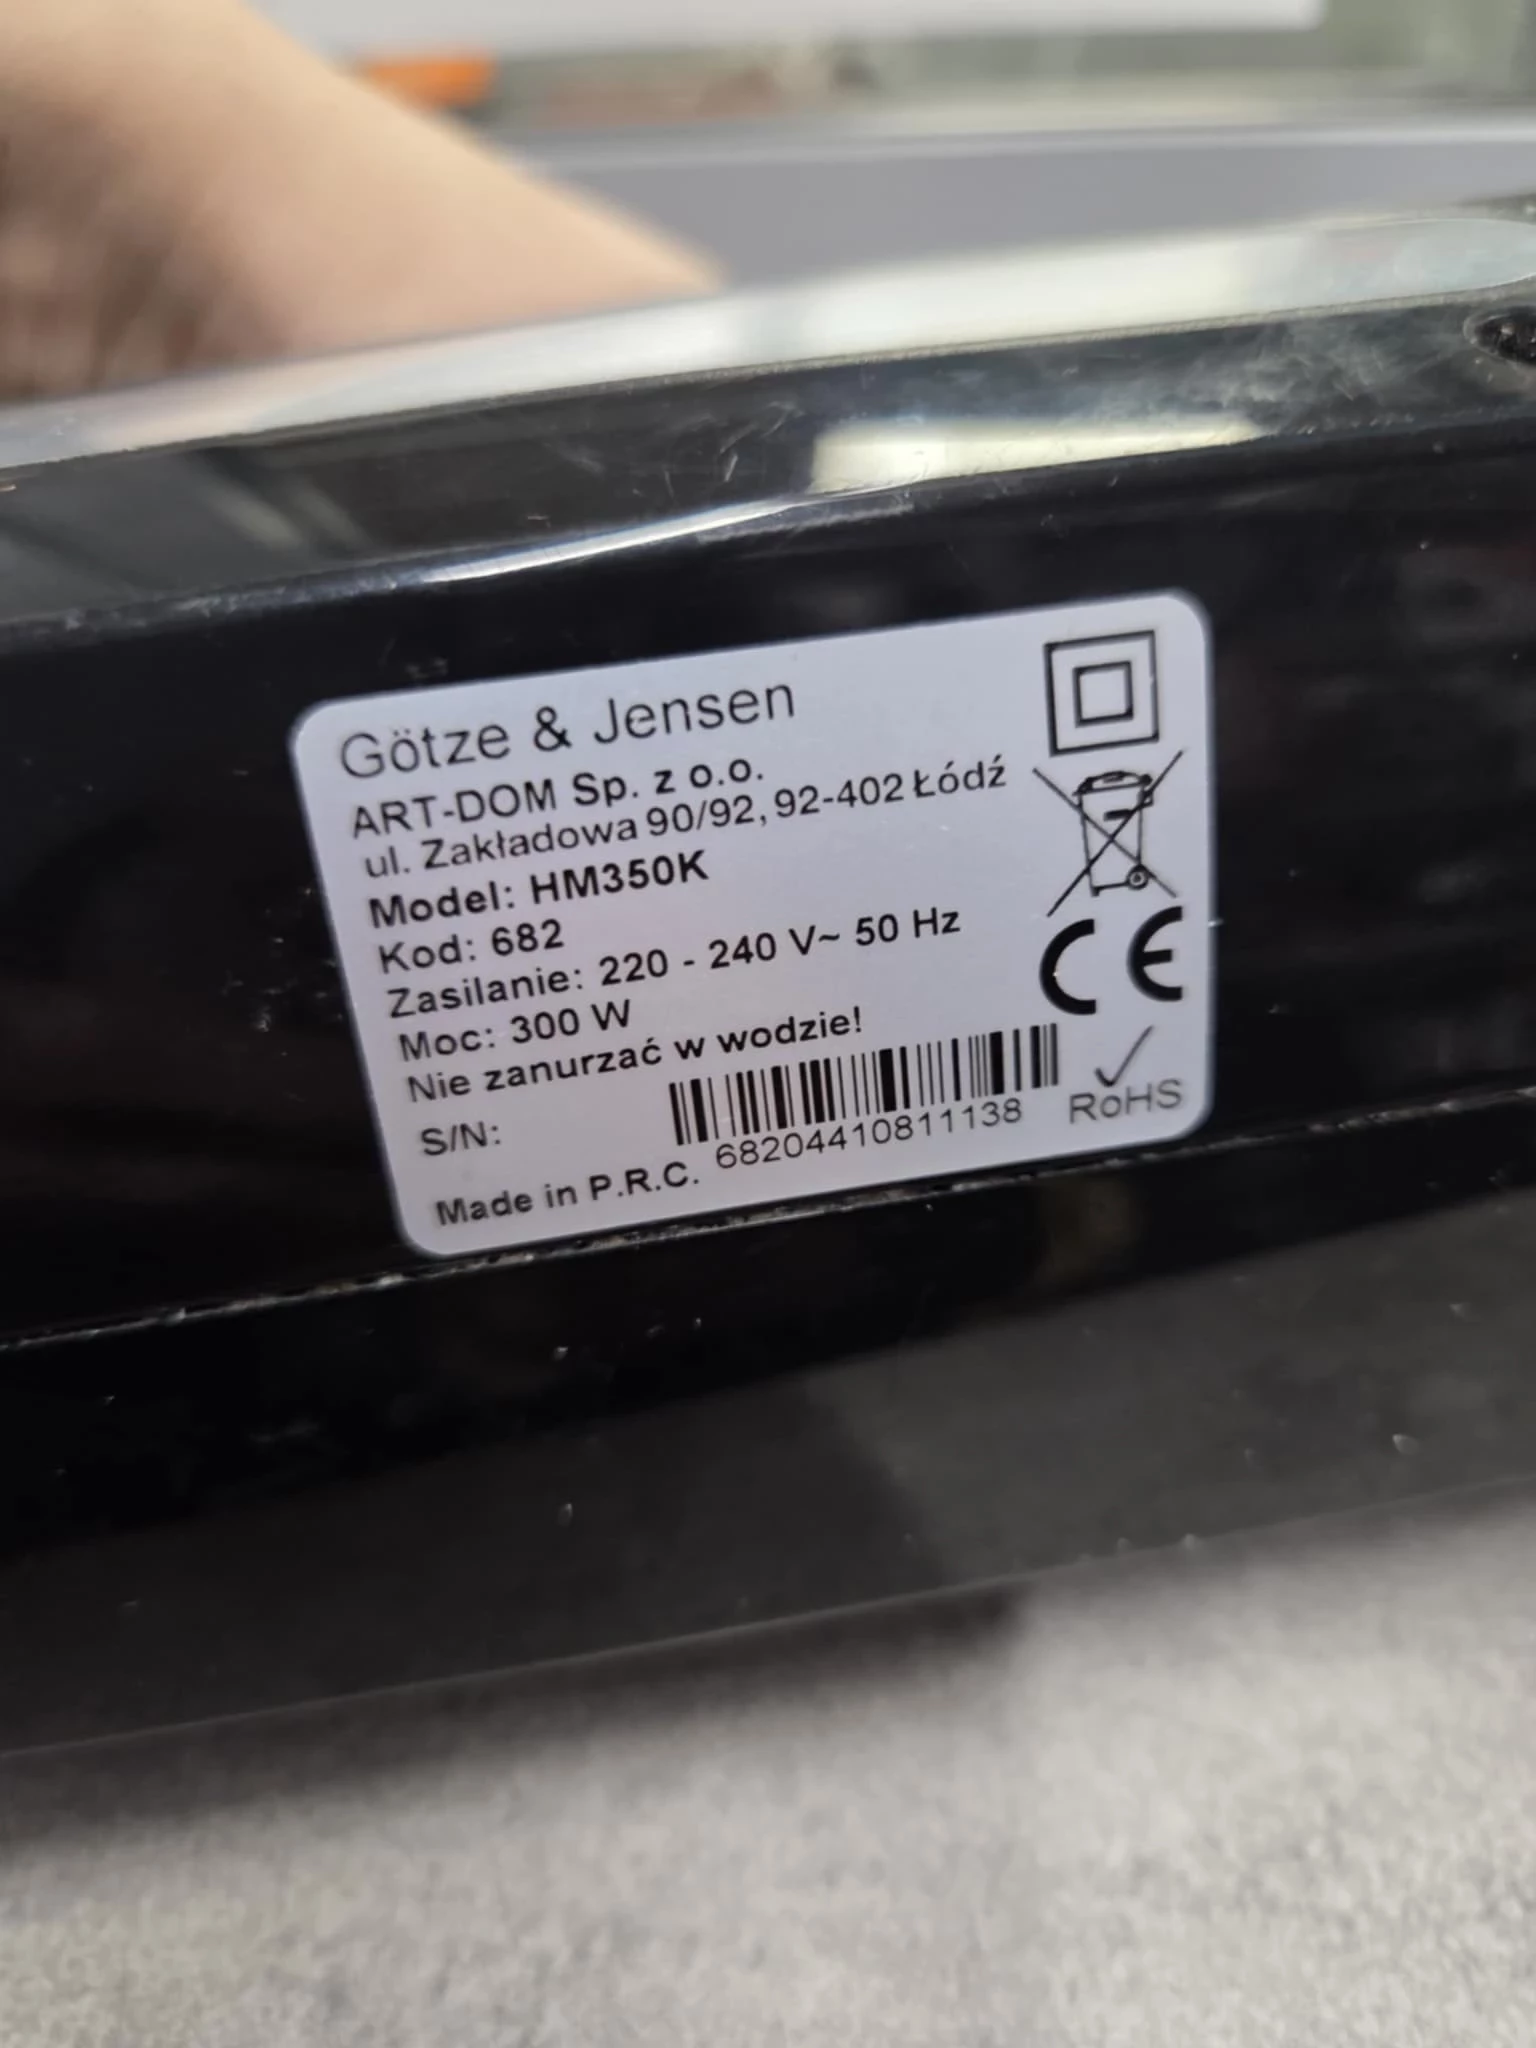 Götze & Jensen
ART-DOM Sp. z o.o.
ul. Zakładowa 90/92, 92-402 Łódź
Model: HM350K
Kod: 682
Zasilanie: 220 - 240 V~ 50 Hz
Moc: 300 W
Nie zanurzać w wodzie!
S/N:
68204410811138
Made in P.R.C.
CE
RoHS